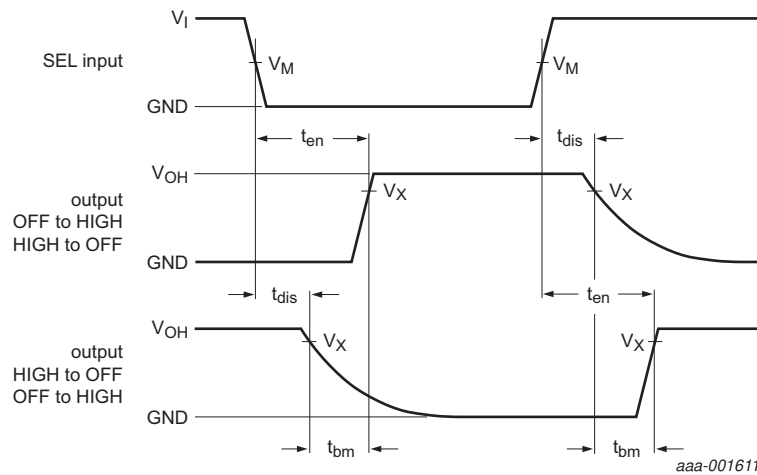 V_I
SEL input
V_M
V_M
GND
t_en
t_dis
V_OH
output
OFF to HIGH
HIGH to OFF
V_X
V_X
GND
t_dis
t_en
V_OH
output
HIGH to OFF
OFF to HIGH
V_X
V_X
GND
t_bm
t_bm
aaa-001611